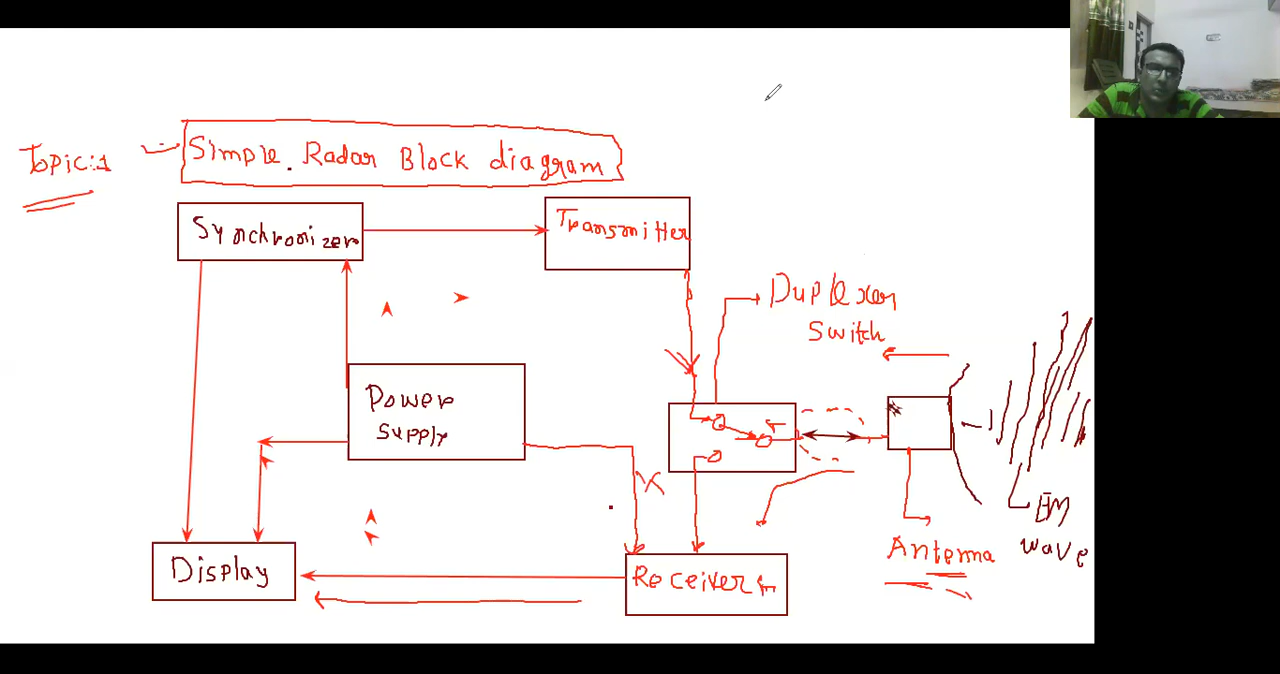 Topic:1
Simple Radar Block diagram
Synchronizer
Transmitter
Duplexer
Switch
Power
supply
EM
wave
Antenna
Display
Receiver